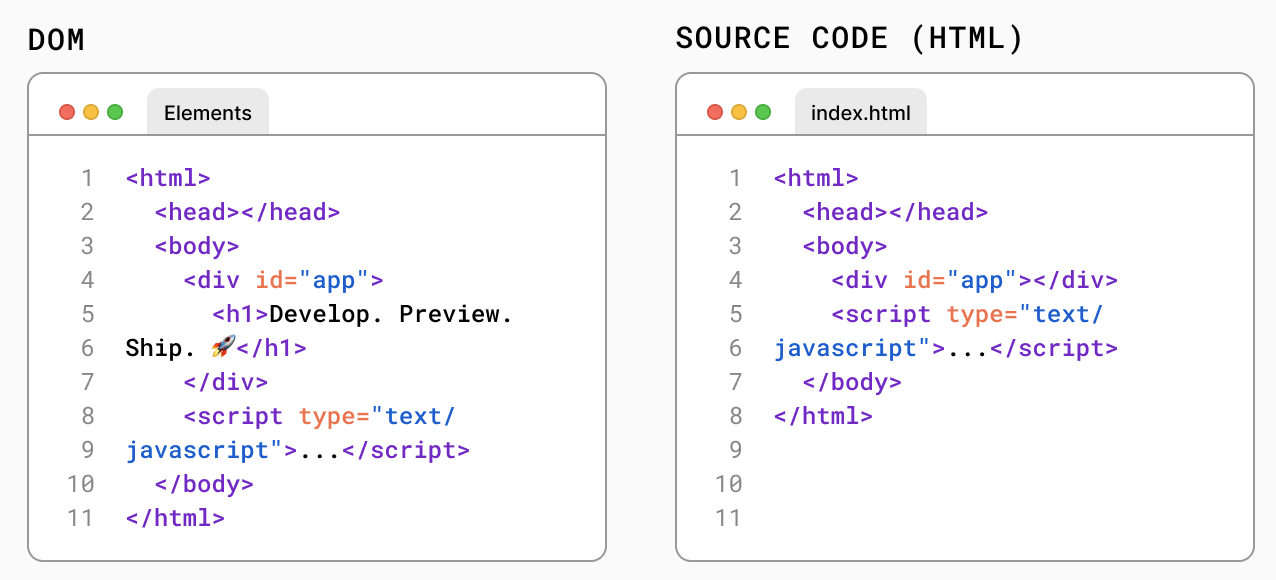 DOM
Elements
1 <html>
2   <head></head>
3   <body>
4     <div id="app">
5       <h1>Develop. Preview.
6 Ship. 🚀</h1>
7     </div>
8     <script type="text/
9 javascript">...</script>
10   </body>
11 </html>
SOURCE CODE (HTML)
index.html
1 <html>
2   <head></head>
3   <body>
4     <div id="app"></div>
5     <script type="text/
6 javascript">...</script>
7   </body>
8 </html>
9
10
11